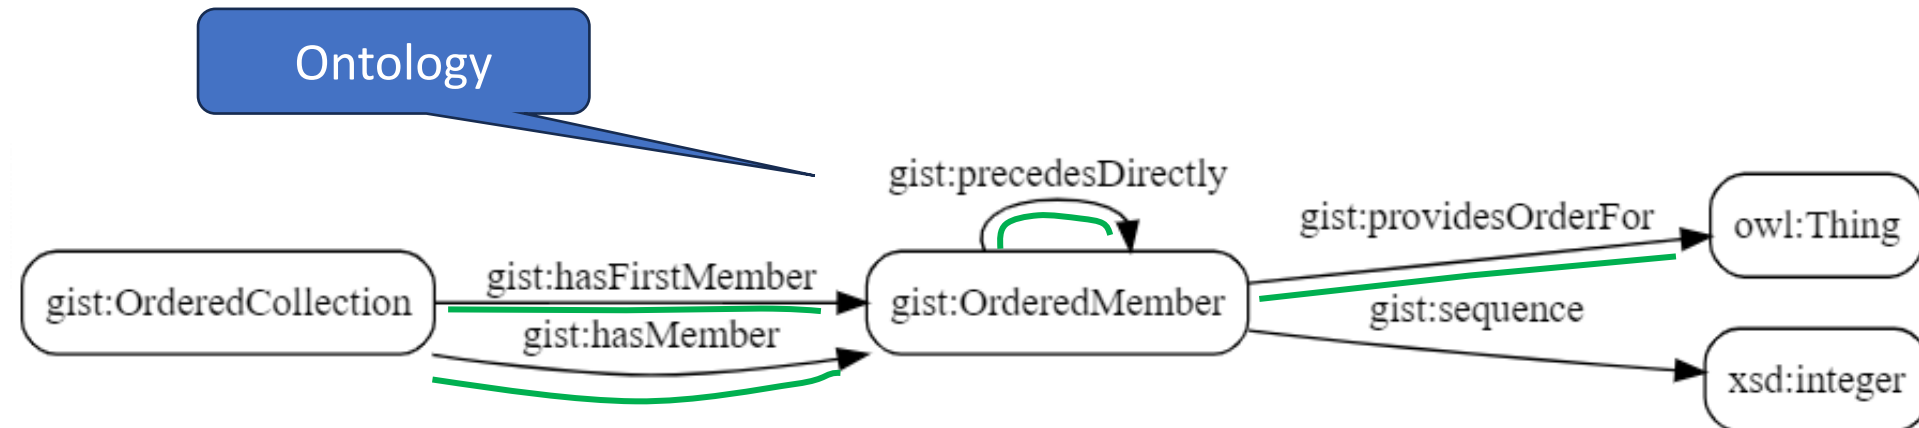 Ontology
gist:precedesDirectly
gist:providesOrderFor
owl:Thing
gist:hasFirstMember
gist:OrderedCollection
gist:OrderedMember
gist:sequence
gist:hasMember
xsd:integer